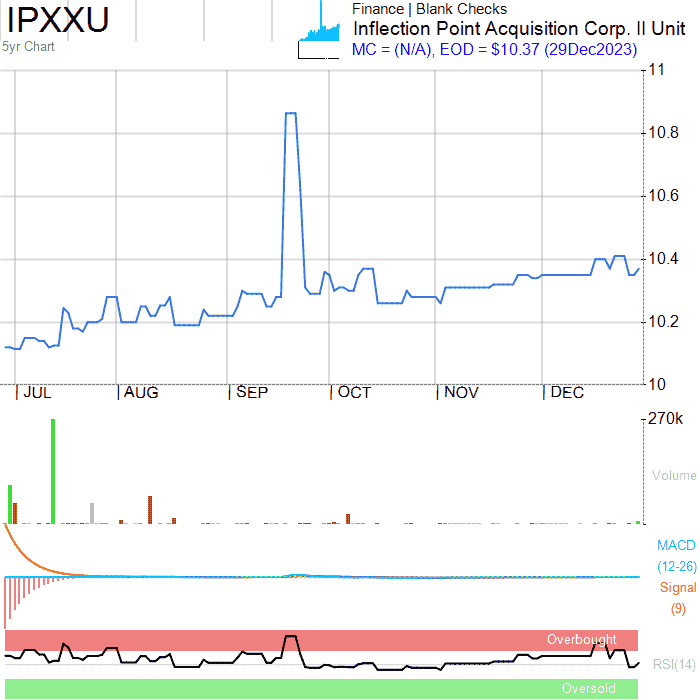 IPXXU
5yr Chart
Finance | Blank Checks
Inflection Point Acquisition Corp. II Unit
MC = (N/A), EOD = $10.37 (29Dec2023)
11
10.8
10.6
10.4
10.2
10
JUL AUG SEP OCT NOV DEC
270k
Volume
MACD
(12-26)
Signal
(9)
Overbought
RSI(14)
Oversold